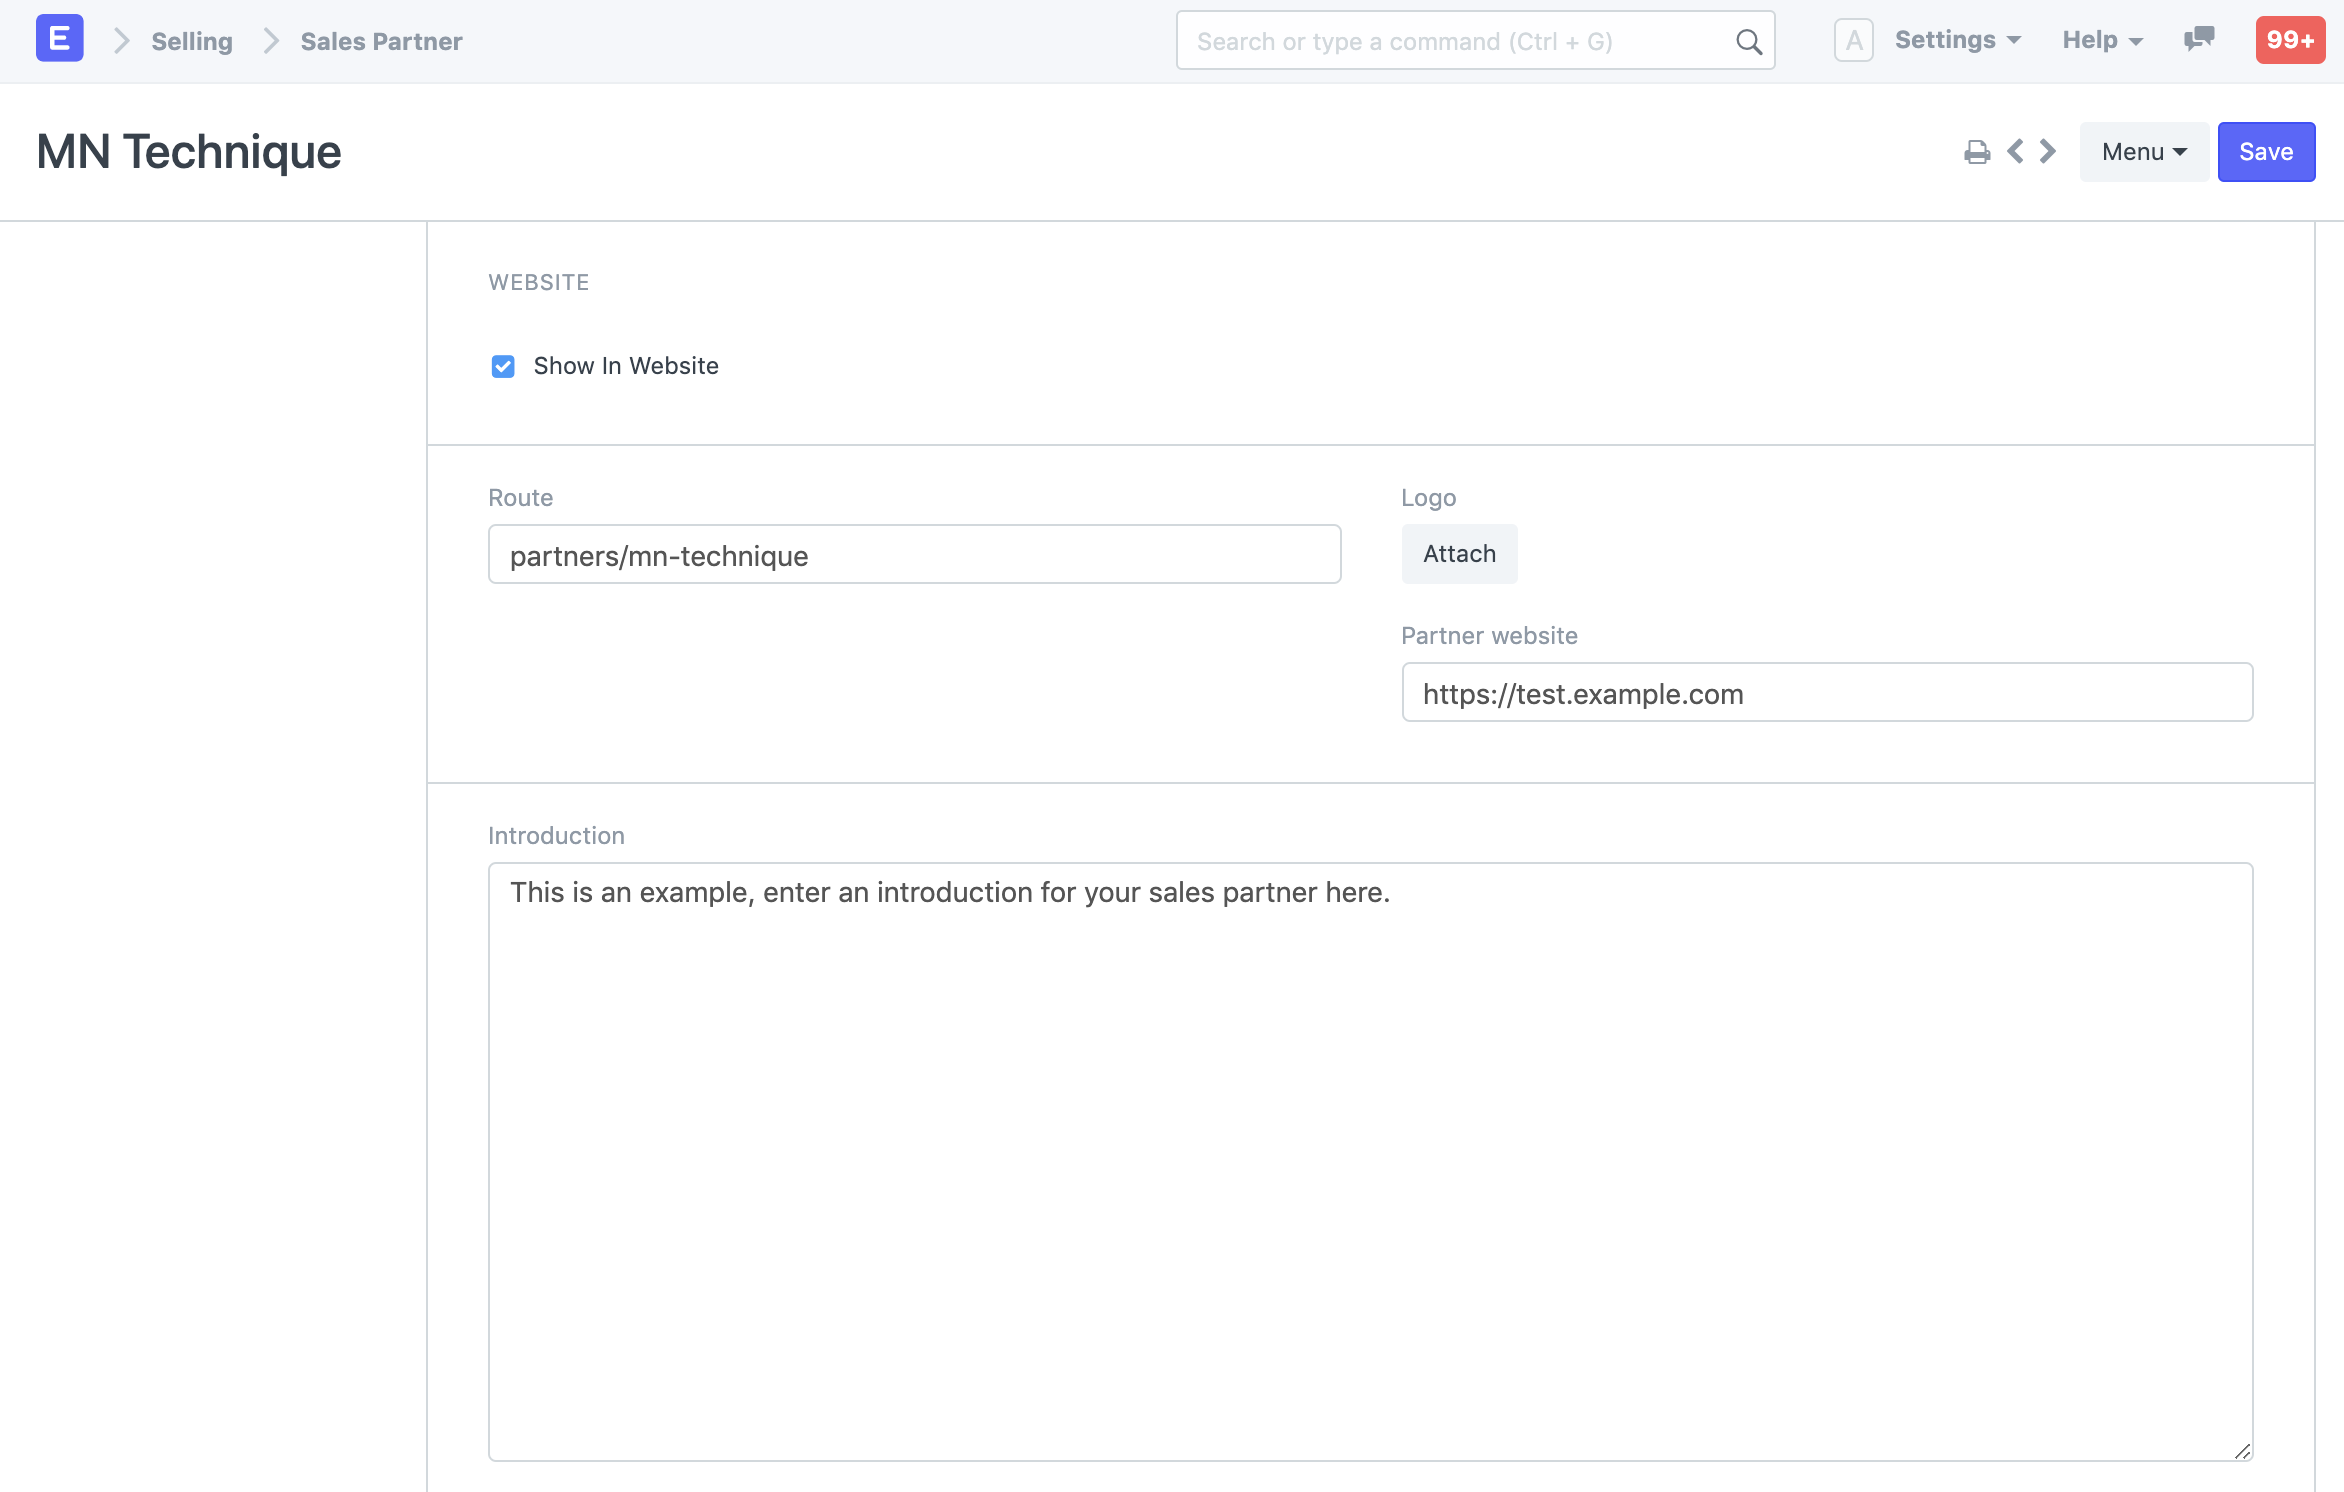 E Selling Sales Partner Search or type a command (Ctrl + G) A Settings Help 99+
MN Technique Menu Save
WEBSITE
Show In Website
Route Logo
partners/mn-technique Attach
Partner website
https://test.example.com
Introduction
This is an example, enter an introduction for your sales partner here.